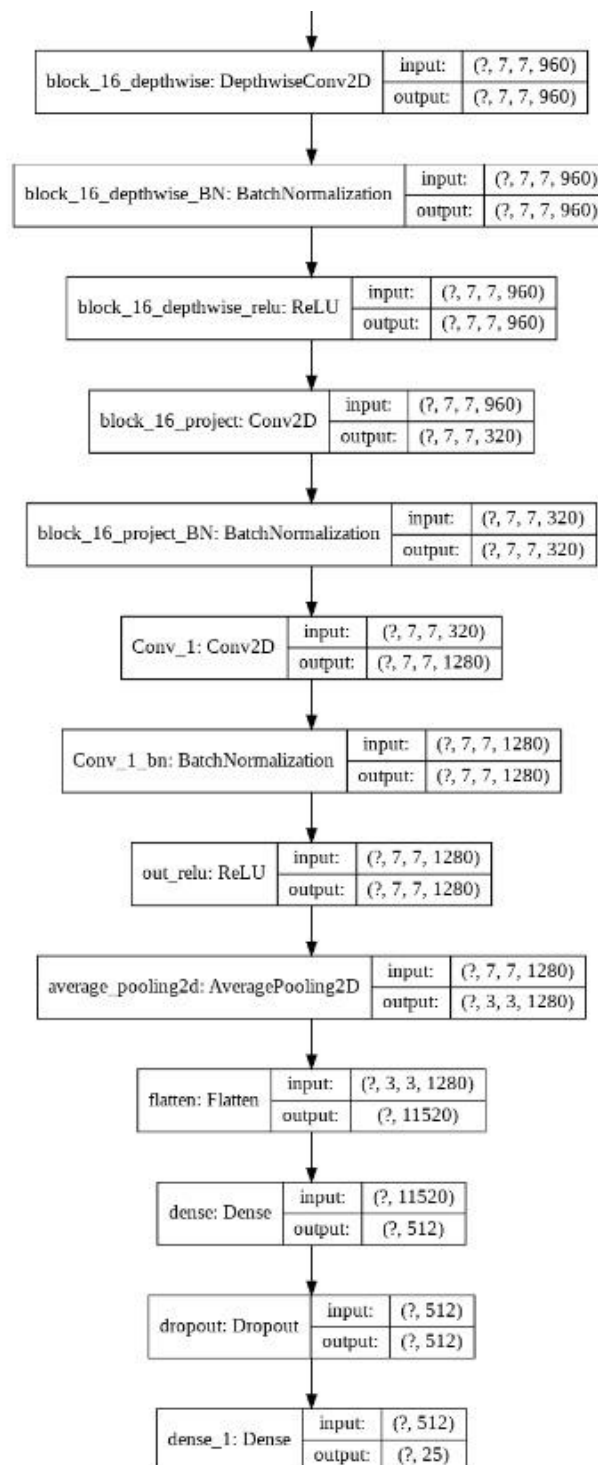 block_16_depthwise: DepthwiseConv2D
input: (?, 7, 7, 960)
output: (?, 7, 7, 960)
block_16_depthwise_BN: BatchNormalization
input: (?, 7, 7, 960)
output: (?, 7, 7, 960)
block_16_depthwise_relu: ReLU
input: (?, 7, 7, 960)
output: (?, 7, 7, 960)
block_16_project: Conv2D
input: (?, 7, 7, 960)
output: (?, 7, 7, 320)
block_16_project_BN: BatchNormalization
input: (?, 7, 7, 320)
output: (?, 7, 7, 320)
Conv_1: Conv2D
input: (?, 7, 7, 320)
output: (?, 7, 7, 1280)
Conv_1_bn: BatchNormalization
input: (?, 7, 7, 1280)
output: (?, 7, 7, 1280)
out_relu: ReLU
input: (?, 7, 7, 1280)
output: (?, 7, 7, 1280)
average_pooling2d: AveragePooling2D
input: (?, 7, 7, 1280)
output: (?, 3, 3, 1280)
flatten: Flatten
input: (?, 3, 3, 1280)
output: (?, 11520)
dense: Dense
input: (?, 11520)
output: (?, 512)
dropout: Dropout
input: (?, 512)
output: (?, 512)
dense_1: Dense
input: (?, 512)
output: (?, 25)